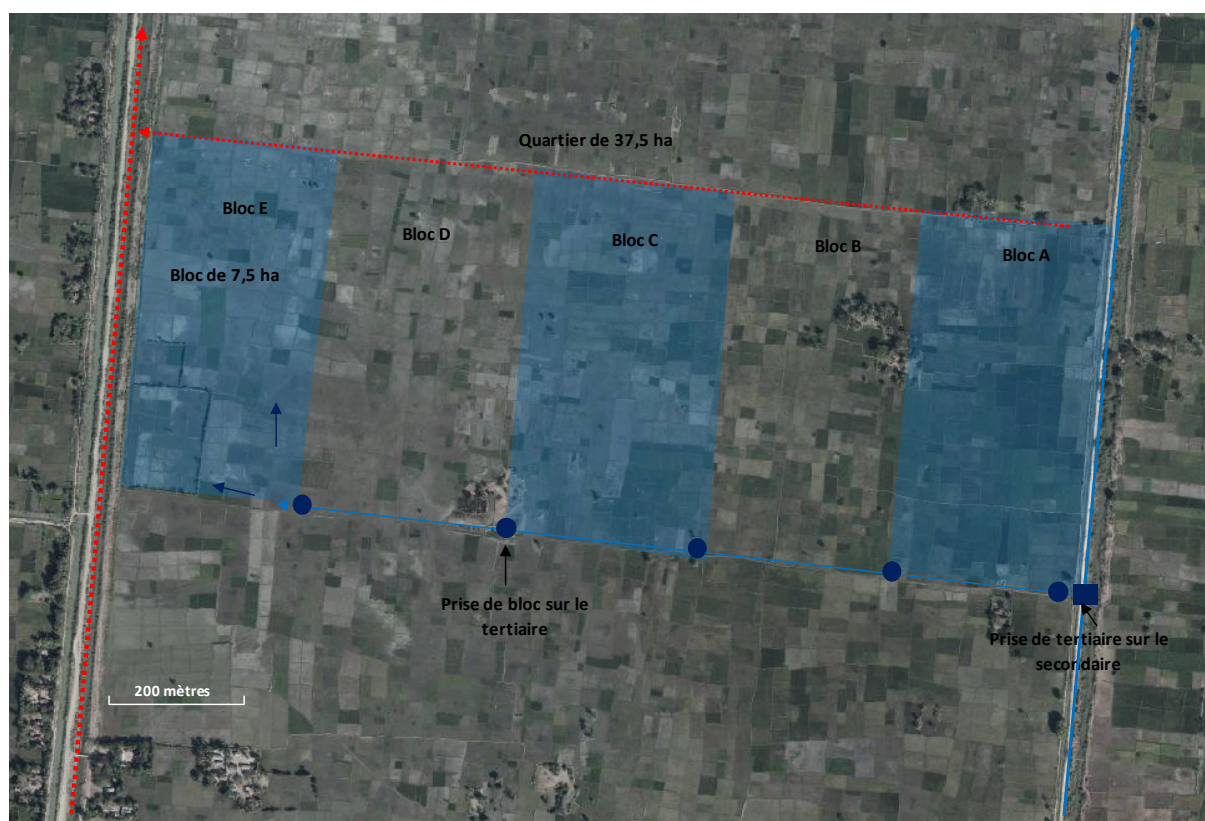 Quartier de 37,5 ha
Bloc E
Bloc D
Bloc C
Bloc B
Bloc A
Bloc de 7,5 ha
Prise de bloc sur le
tertiaire
Prise de tertiaire sur le
secondaire
200 mètres